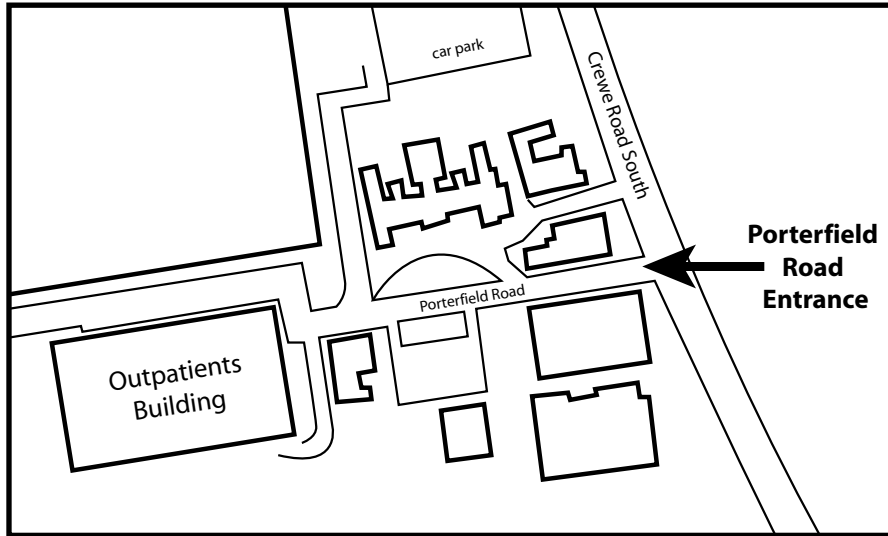 car park
Crewe Road South
Porterfield
Road
Entrance
Porterfield Road
Outpatients
Building